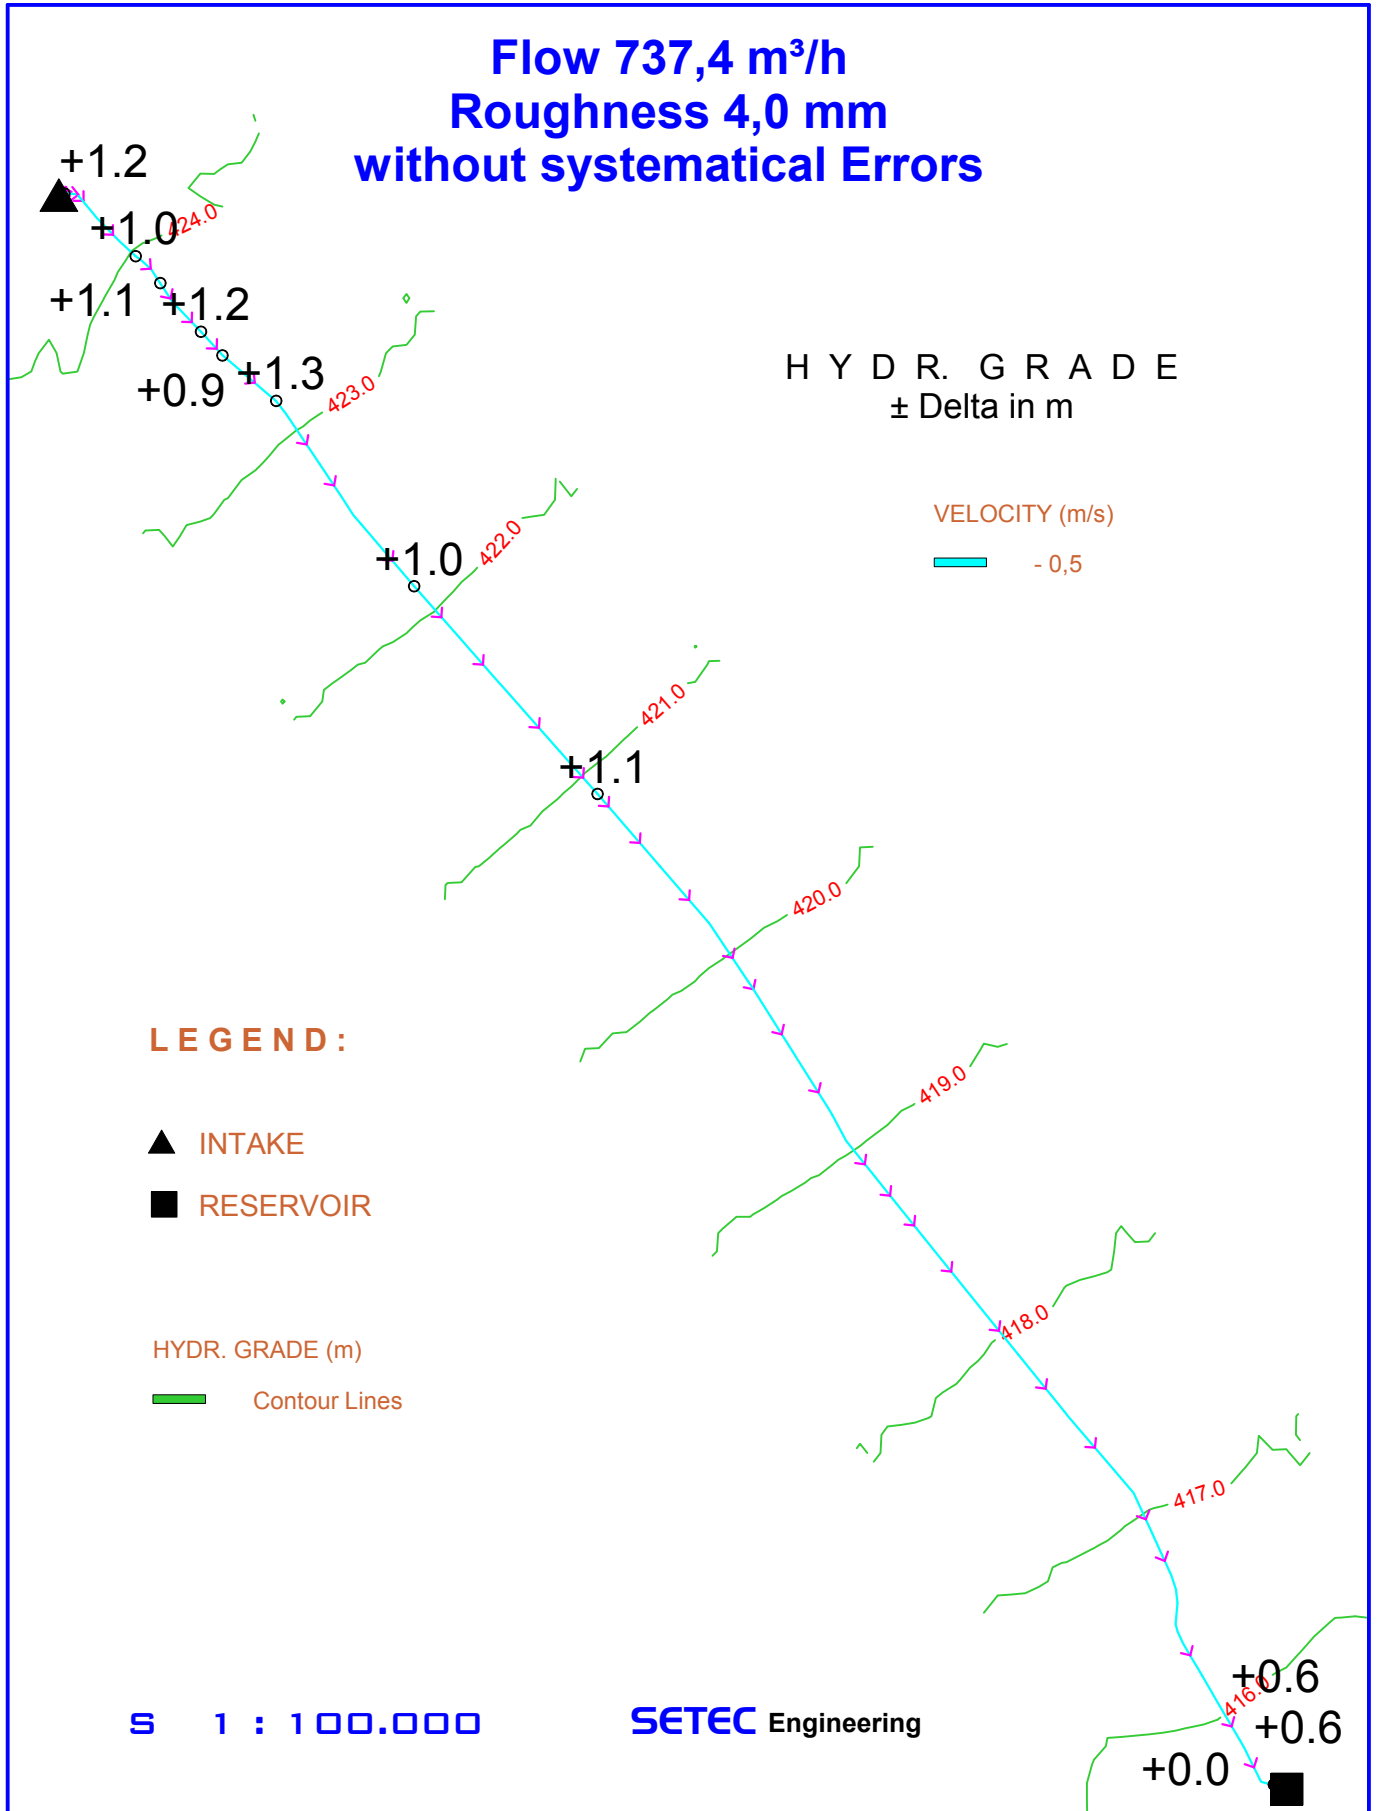 Flow 737,4 m³/h
Roughness 4,0 mm
without systematical Errors
+1.2
+1.0
424.0
+1.1
+1.2
+0.9
+1.3
423.0
HYDR. GRADE
± Delta in m
VELOCITY (m/s)
- 0,5
+1.0
422.0
421.0
+1.1
420.0
LEGEND:
419.0
INTAKE
RESERVOIR
418.0
HYDR. GRADE (m)
Contour Lines
417.0
+0.6
416.0
+0.6
+0.0
S 1 : 100.000
SETEC Engineering